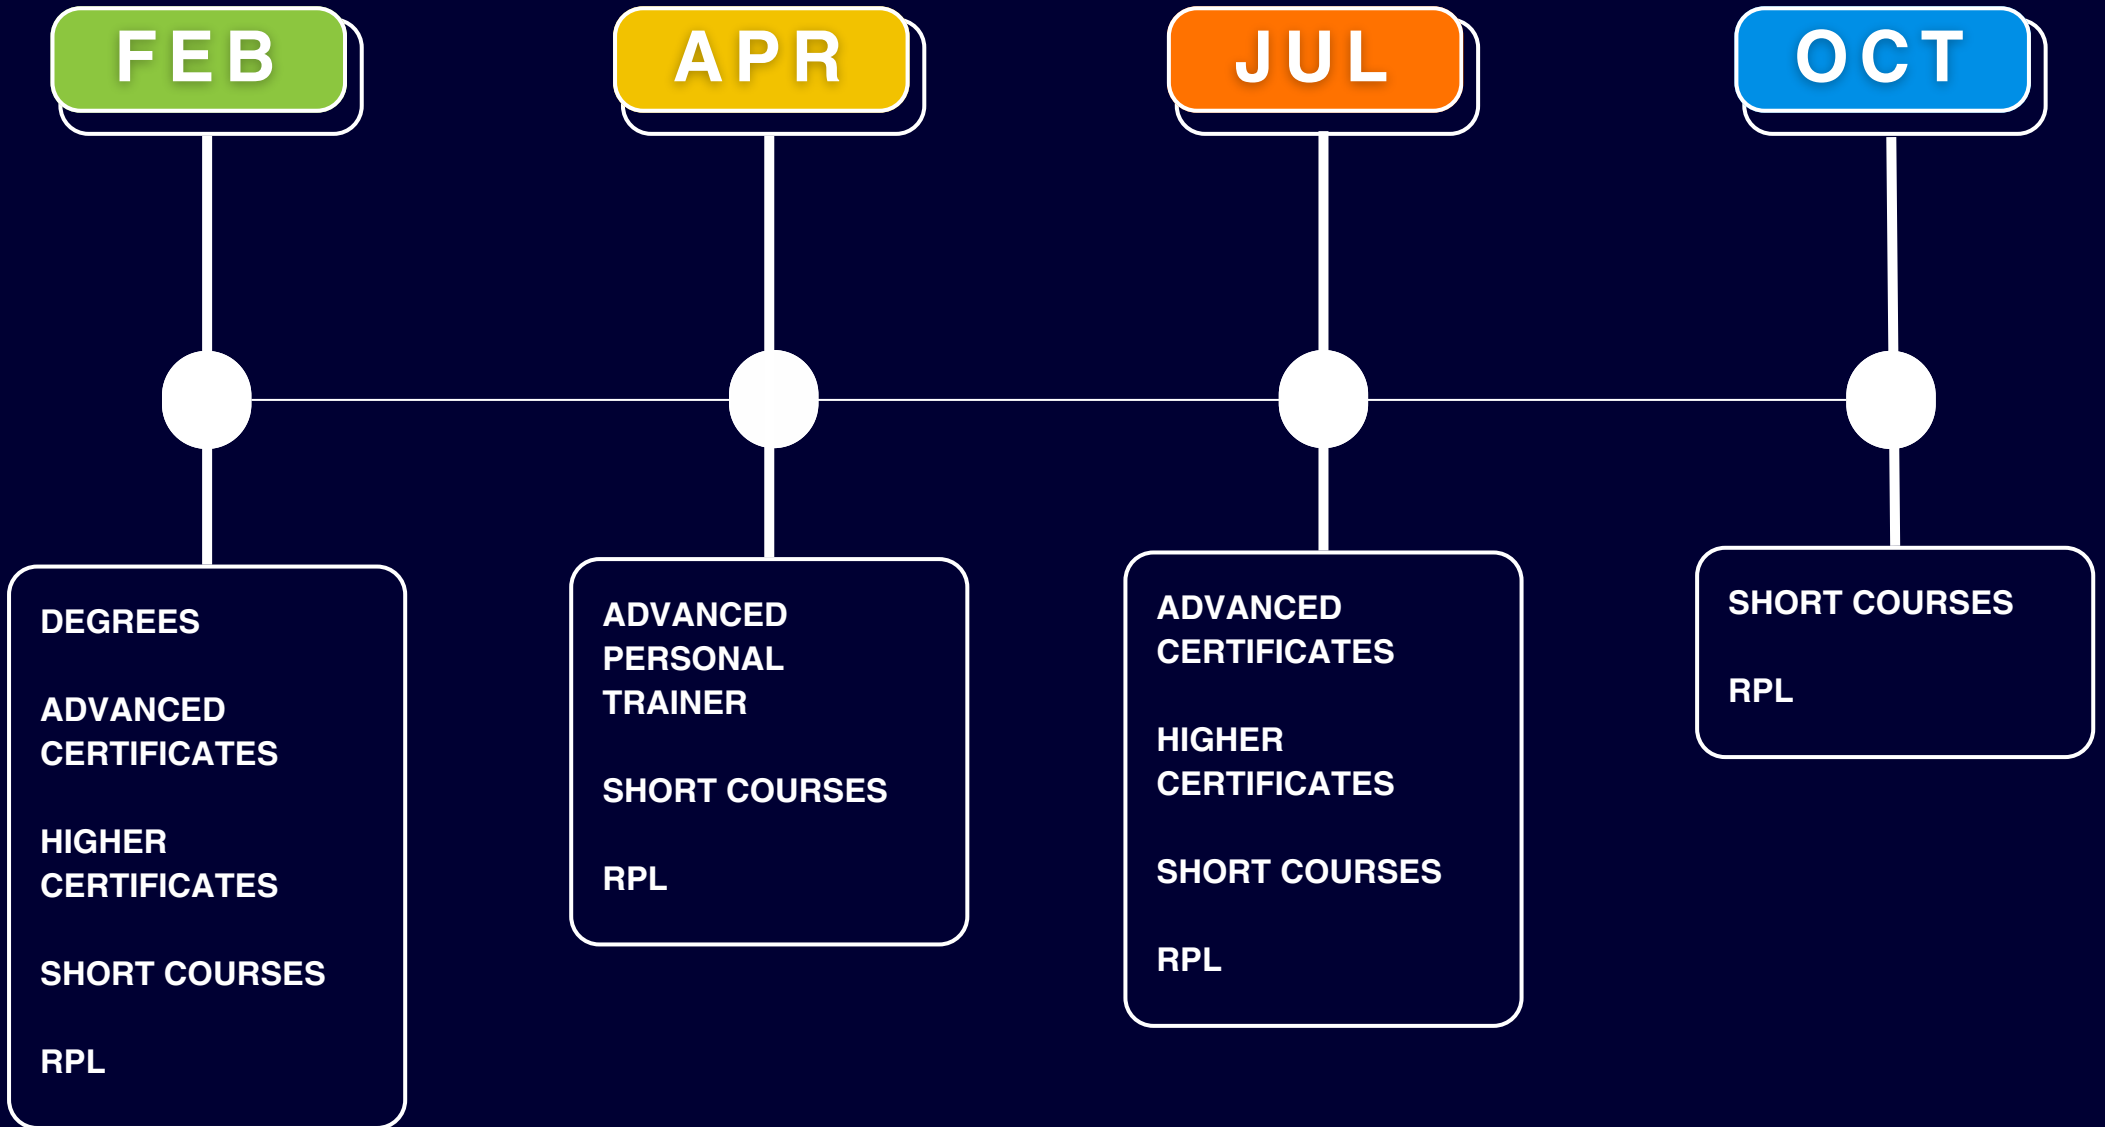 FEB
APR
JUL
OCT
DEGREES
ADVANCED
CERTIFICATES
HIGHER
CERTIFICATES
SHORT COURSES
RPL
ADVANCED
PERSONAL
TRAINER
SHORT COURSES
RPL
ADVANCED
CERTIFICATES
HIGHER
CERTIFICATES
SHORT COURSES
RPL
SHORT COURSES
RPL